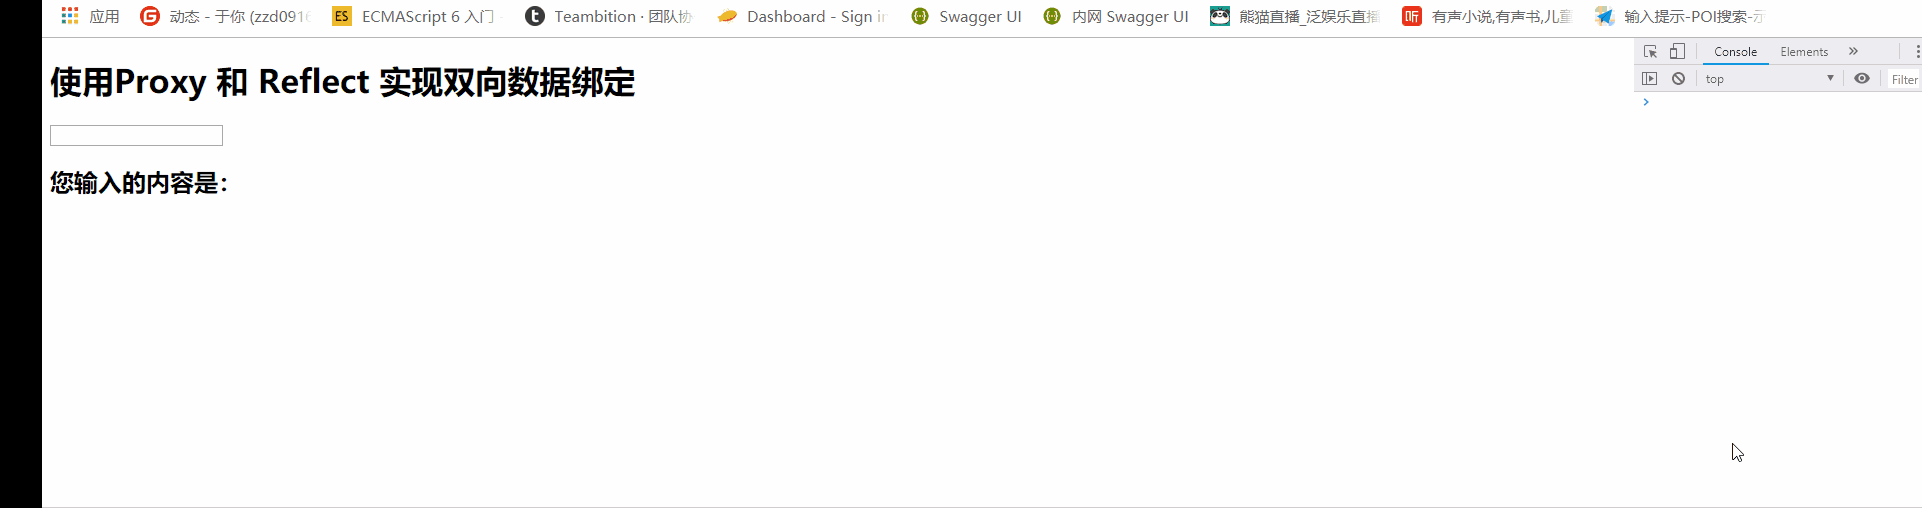 应用 动态 - 于你 (zzd0916 ECMAScript 6 入门 Teambition · 团队协 Dashboard - Sign in Swagger UI 内网 Swagger UI 熊猫直播_泛娱乐直播 有声小说,有声书,儿童 输入提示-POI搜索-示
Console Elements »
使用Proxy 和 Reflect 实现双向数据绑定
top Filter
您输入的内容是：